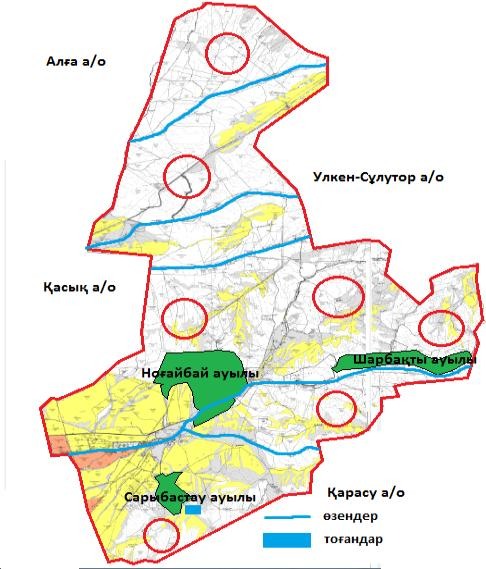 Алға а/о
Улкен-Сұлутор а/о
Қасық а/о
Шарбақты ауылы
Ноғайбай ауылы
Сарыбастау ауылы
Қарасу а/о
өзендер
тоғандар